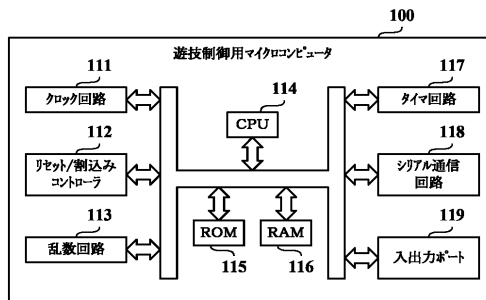 100
遊技制御用マイクロコンピュータ
111
クロック回路
112
リセット/割込み
コントローラ
113
乱数回路
114
CPU
ROM
115
RAM
116
117
タイマ回路
118
シリアル通信
回路
119
入出力ポート